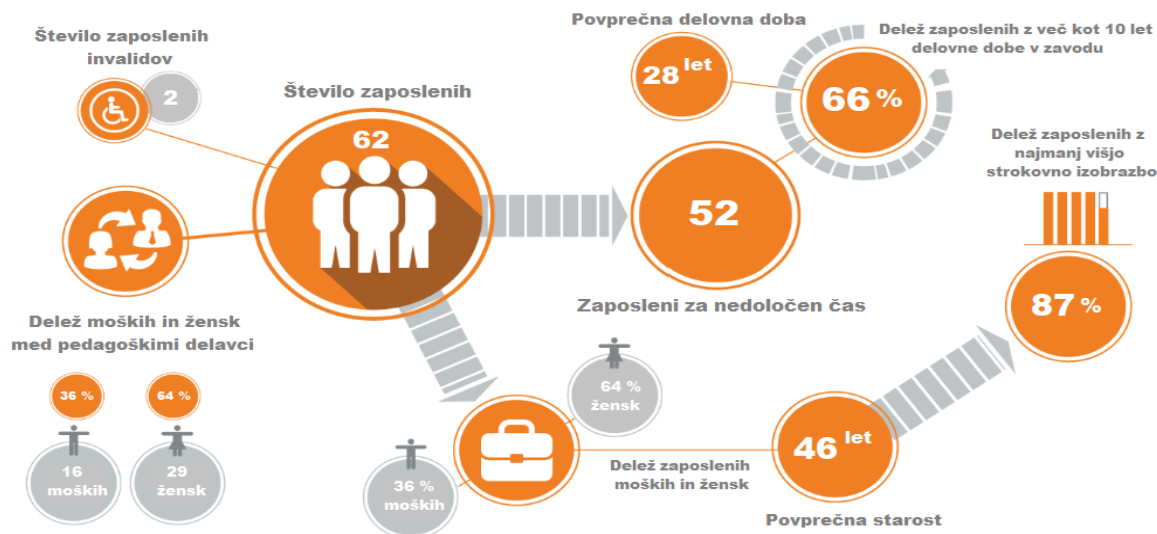 Število zaposlenih
invalidov
2
Število zaposlenih
62
Povprečna delovna doba
28 let
Delež zaposlenih z več kot 10 let
delovne dobe v zavodu
66 %
52
Zaposleni za nedoločen čas
Delež zaposlenih z
najmanj višjo
strokovno izobrazbo
87 %
Delež moških in žensk
med pedagoškimi delavci
36 %
64 %
16
moških
29
žensk
36 %
moških
64 %
žensk
Delež zaposlenih
moških in žensk
46 let
Povprečna starost